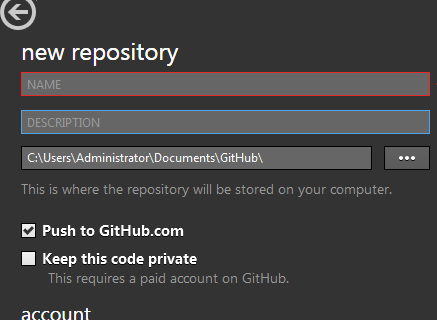 new repository
NAME
DESCRIPTION
C:\Users\Administrator\Documents\GitHub\
...
This is where the repository will be stored on your computer.
Push to GitHub.com
Keep this code private
This requires a paid account on GitHub.
account